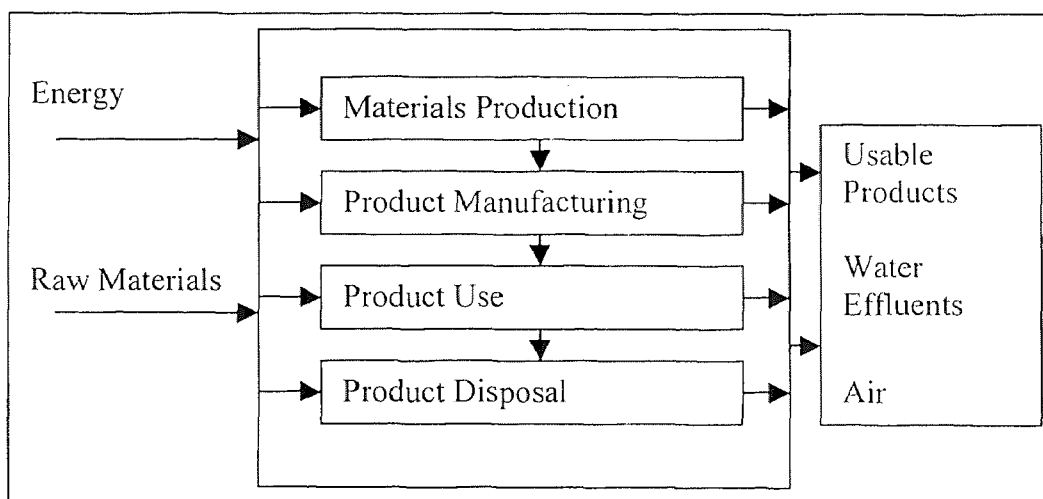 Energy
Raw Materials
Materials Production
Product Manufacturing
Product Use
Product Disposal
Usable
Products
Water
Effluents
Air